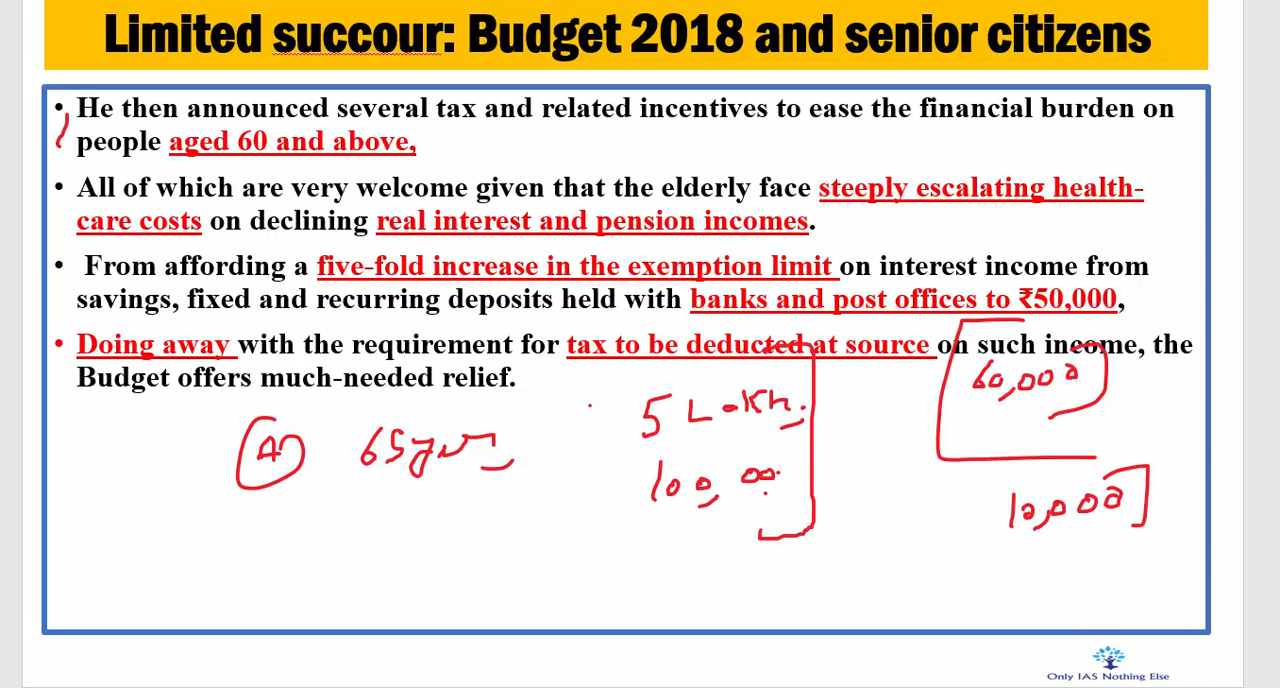 Limited succour: Budget 2018 and senior citizens
• He then announced several tax and related incentives to ease the financial burden on
people aged 60 and above,
• All of which are very welcome given that the elderly face steeply escalating health-
care costs on declining real interest and pension incomes.
• From affording a five-fold increase in the exemption limit on interest income from
savings, fixed and recurring deposits held with banks and post offices to ₹50,000,
• Doing away with the requirement for tax to be deducted at source on such income, the
Budget offers much-needed relief.
60,000
5 Lakh.
65
10,000
Only IAS Nothing Else